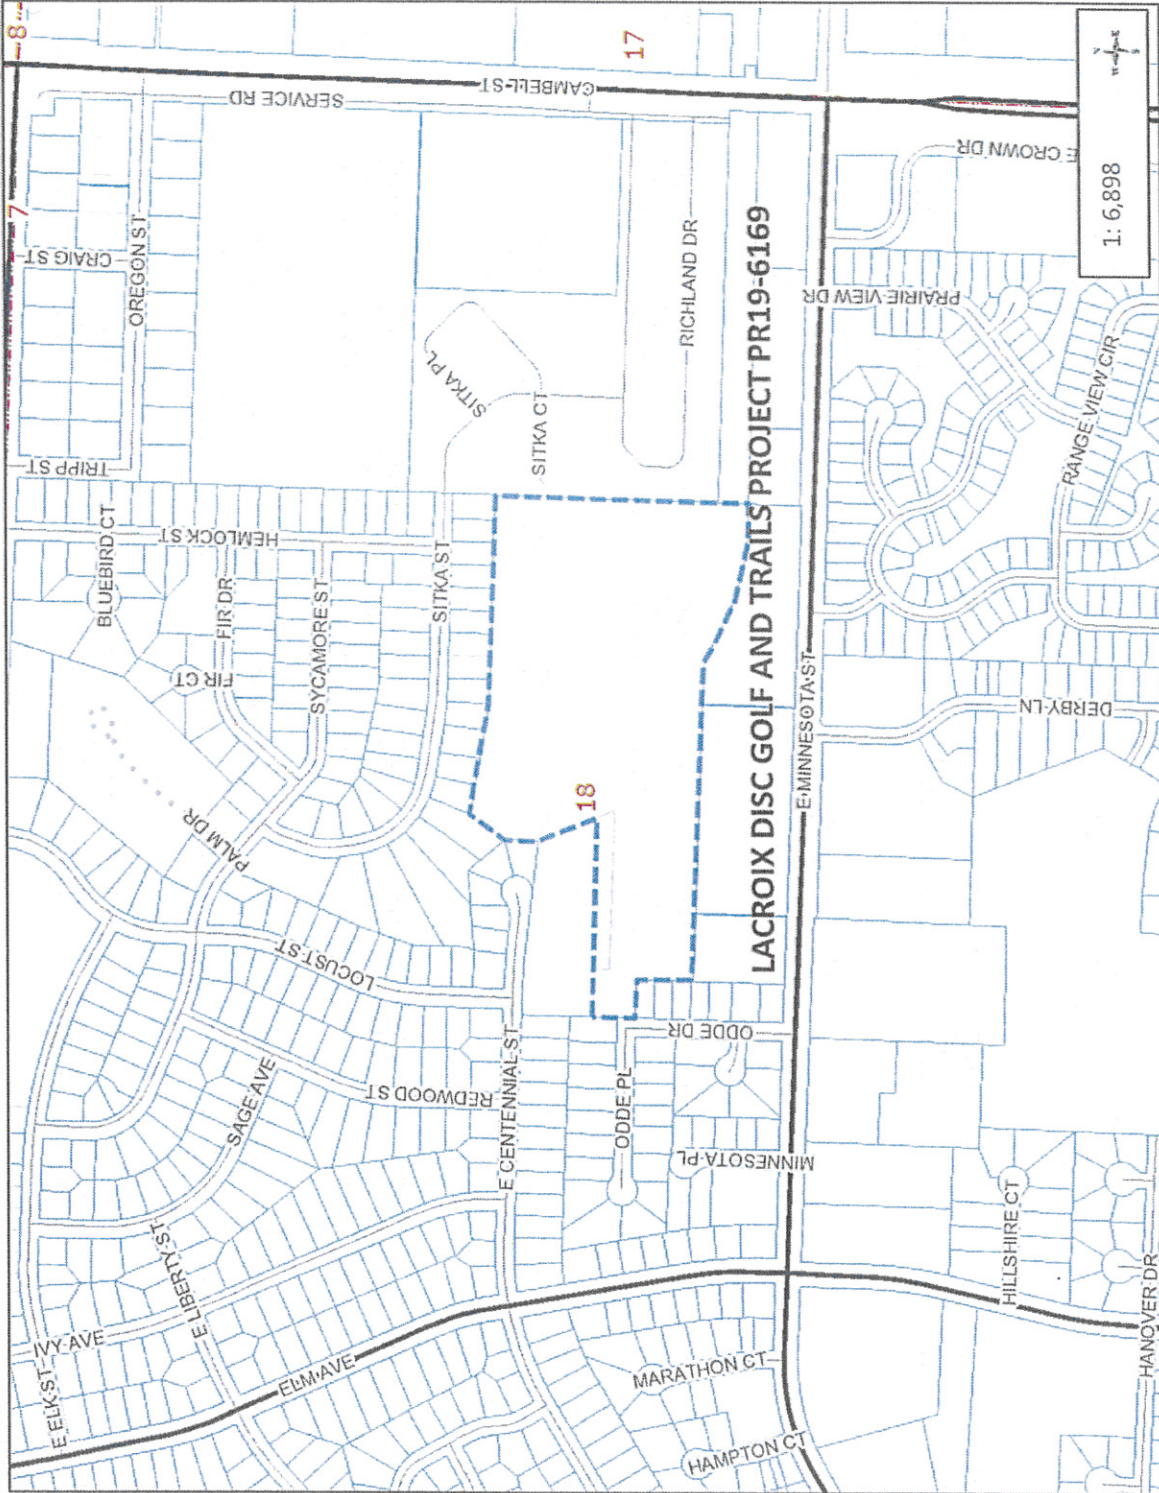 8
7
17
18
SERVICE RD
CAMBELL ST
CRAIG ST
OREGON ST
TRIPP ST
BLUEBIRD CT
HEMLOCK ST
FIR DR
FIR CT
SYCAMORE ST
SITKA ST
SITKA PL
SITKA CT
RICHLAND DR
E CROWN DR
PRAIRIE VIEW DR
RANGE VIEW CIR
DERBY LN
PALM DR
LOCUST ST
REDWOOD ST
SAGE AVE
E CENTENNIAL ST
ODDE DR
ODDE PL
MINNESOTA PL
E MINNESOTA ST
LACROIX DISC GOLF AND TRAILS PROJECT PR19-6169
E LIBERTY ST
IVY AVE
E ELK ST
ELM AVE
MARATHON CT
HAMPTON CT
HILLSHIRE CT
HANOVER DR
1: 6,898